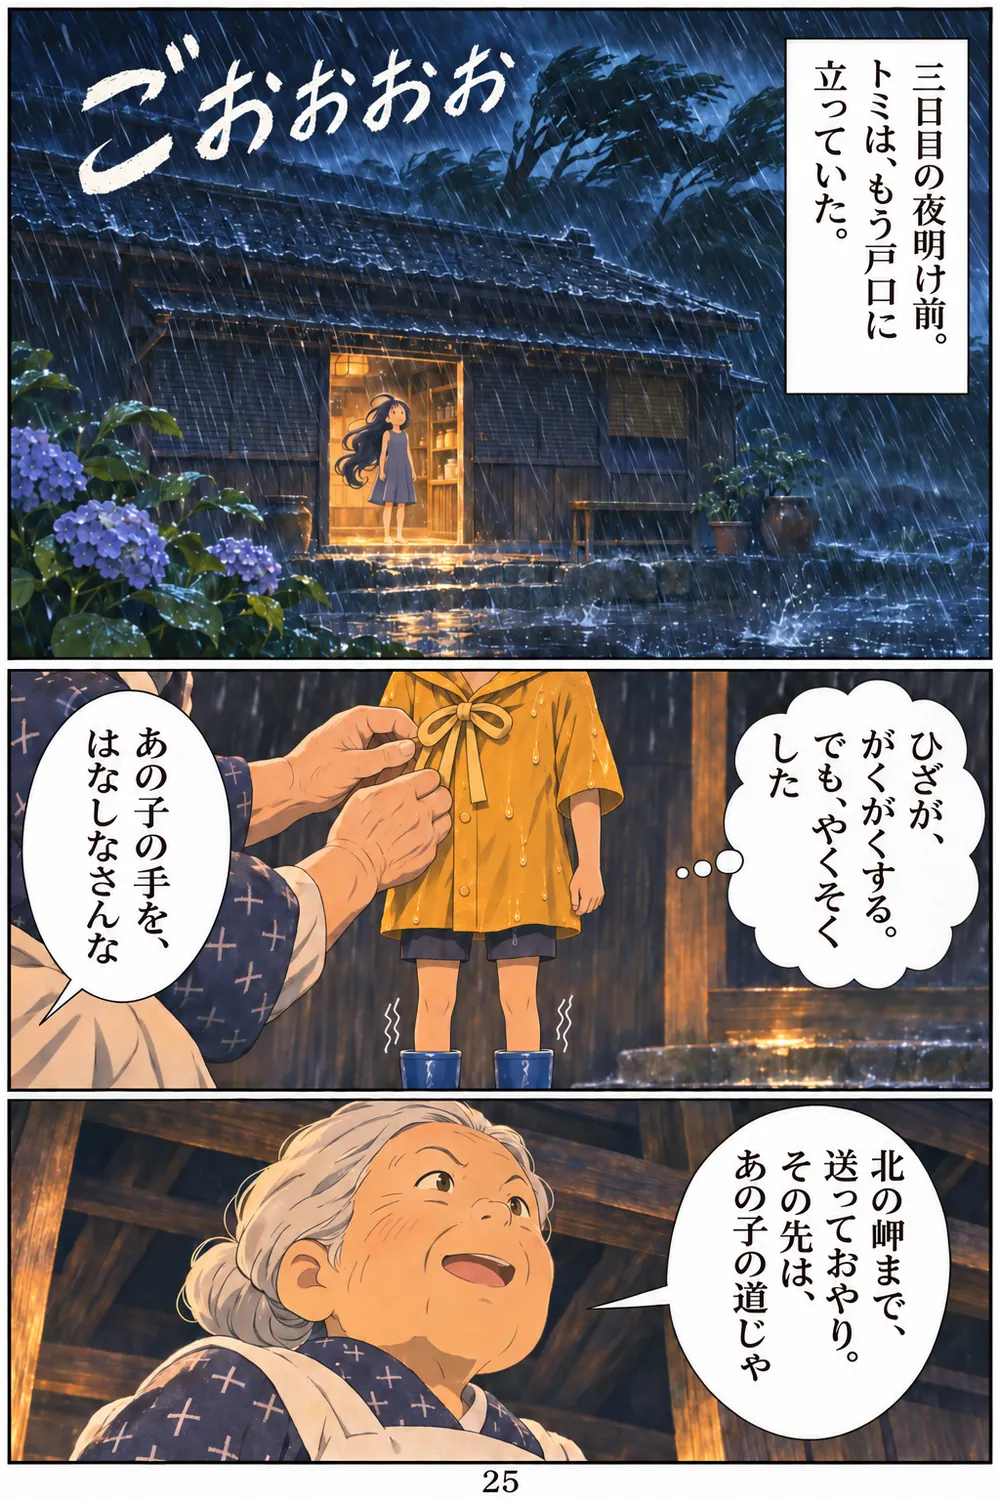 ごおおおお
三日目の夜明け前。
トミは、もう戸口に
立っていた。
ひざが、
がくがくする。
でも、やくそく
した
あの子の手を、
はなしなさんな
北の岬まで、
送っておやり。
その先は、
あの子の道じゃ
25